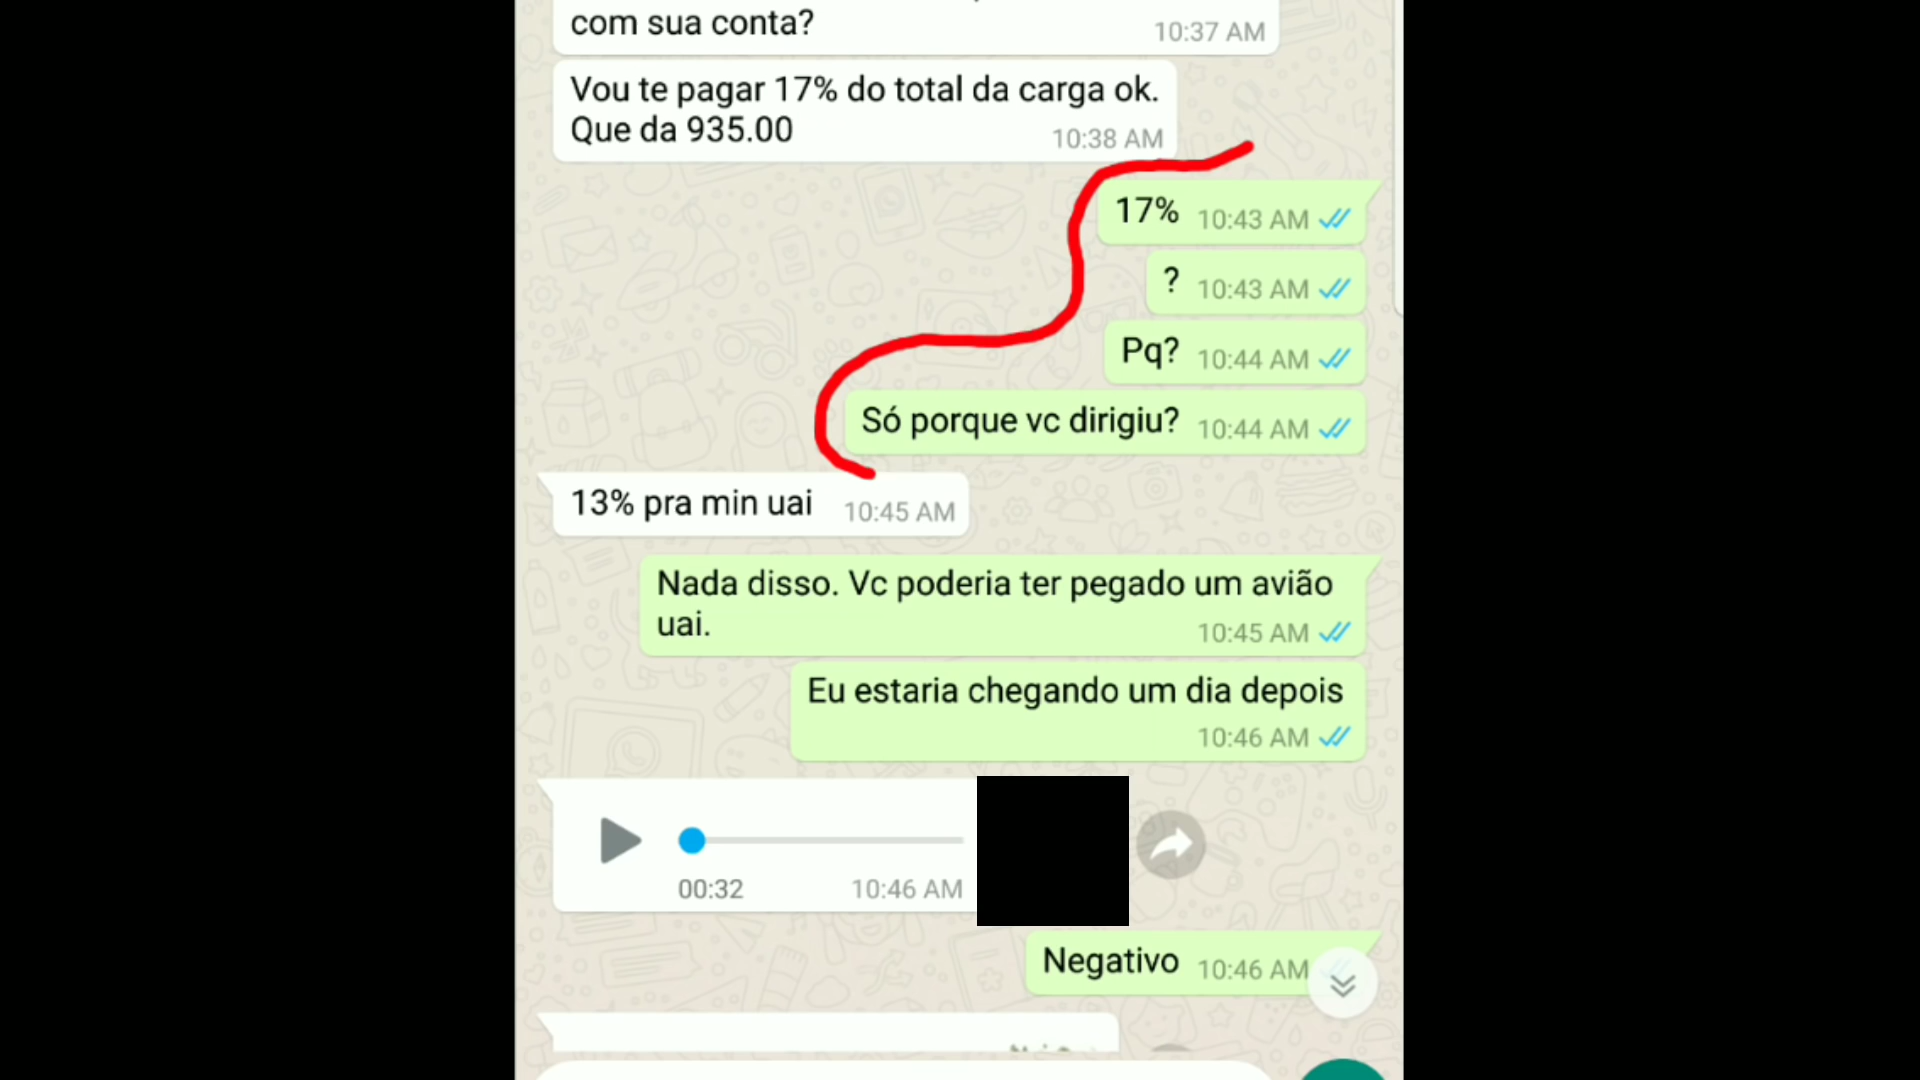 com sua conta?
10:37 AM
Vou te pagar 17% do total da carga ok.
Que da 935.00
10:38 AM
17% 10:43 AM
? 10:43 AM
Pq? 10:44 AM
Só porque vc dirigiu? 10:44 AM
13% pra min uai 10:45 AM
Nada disso. Vc poderia ter pegado um avião
uai.
10:45 AM
Eu estaria chegando um dia depois
10:46 AM
00:32 10:46 AM
Negativo 10:46 AM